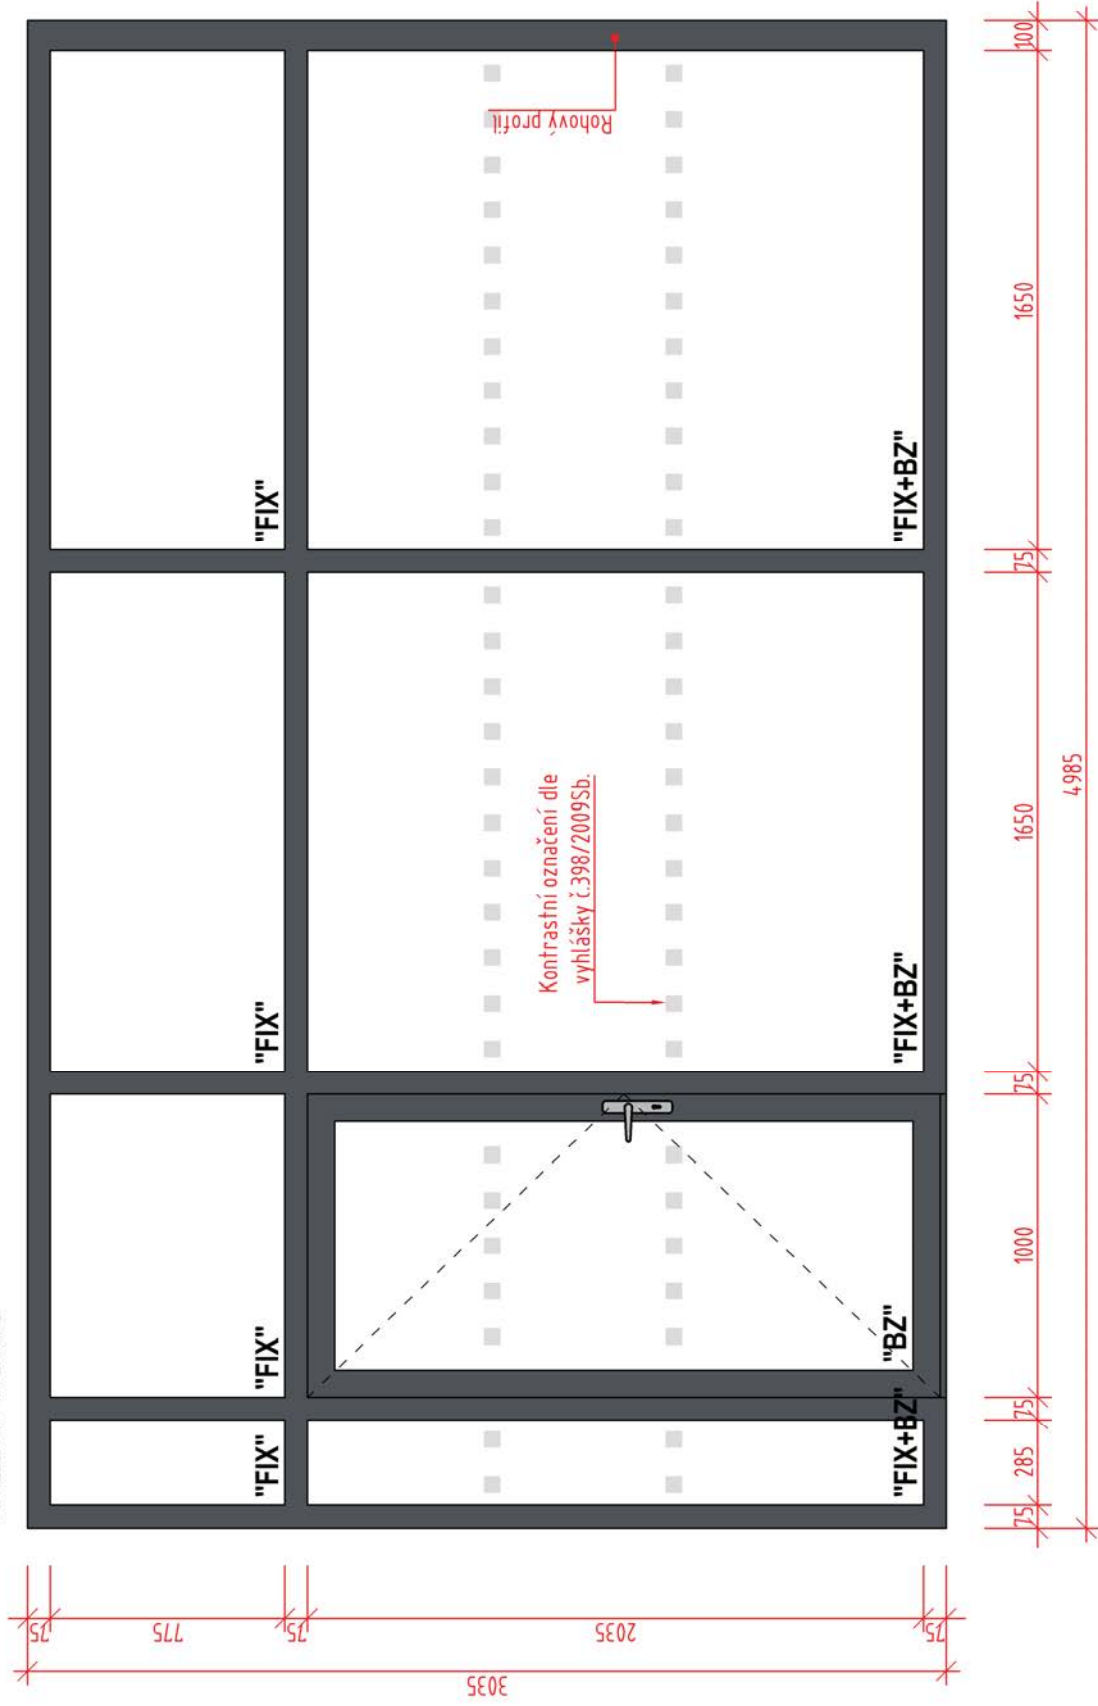 "FIX"
"FIX"
"FIX"
"FIX"
Rohový profil
Kontrastní označení dle
vyhlášky č.398/2009Sb.
"FIX+BZ"
"BZ"
"FIX+BZ"
"FIX+BZ"
75
775
75
2035
75
3035
75
285
75
1000
75
1650
75
1650
100
4985